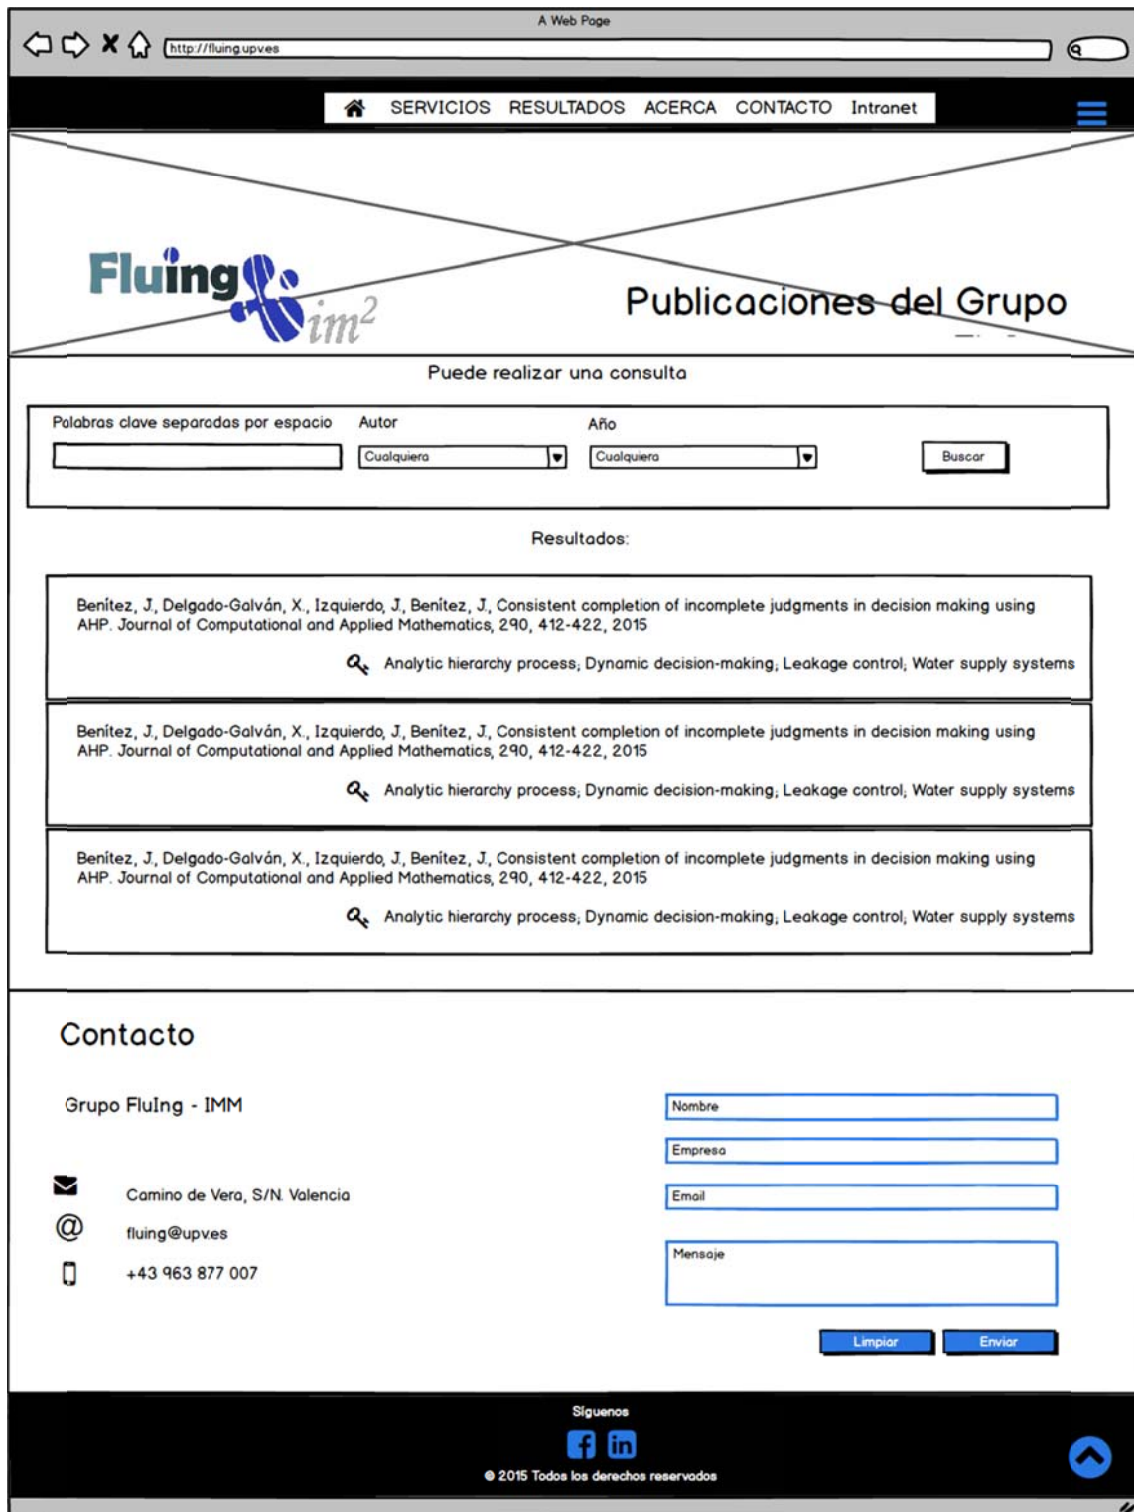 A Web Page
http://fluing.upv.es
SERVICIOS RESULTADOS ACERCA CONTACTO Intranet
Fluing
im²
Publicaciones del Grupo
Puede realizar una consulta
Palabras clave separadas por espacio Autor Año
Cualquiera Cualquiera Buscar
Resultados:
Benítez, J., Delgado-Galván, X., Izquierdo, J., Benítez, J., Consistent completion of incomplete judgments in decision making using
AHP. Journal of Computational and Applied Mathematics, 290, 412-422, 2015
Analytic hierarchy process; Dynamic decision-making; Leakage control; Water supply systems
Benítez, J., Delgado-Galván, X., Izquierdo, J., Benítez, J., Consistent completion of incomplete judgments in decision making using
AHP. Journal of Computational and Applied Mathematics, 290, 412-422, 2015
Analytic hierarchy process; Dynamic decision-making; Leakage control; Water supply systems
Benítez, J., Delgado-Galván, X., Izquierdo, J., Benítez, J., Consistent completion of incomplete judgments in decision making using
AHP. Journal of Computational and Applied Mathematics, 290, 412-422, 2015
Analytic hierarchy process; Dynamic decision-making; Leakage control; Water supply systems
Contacto
Grupo FluIng - IMM
Camino de Vera, S/N. Valencia
@
fluing@upv.es
+43 963 877 007
Nombre
Empresa
Email
Mensaje
Limpiar Enviar
Síguenos
f in
© 2015 Todos los derechos reservados